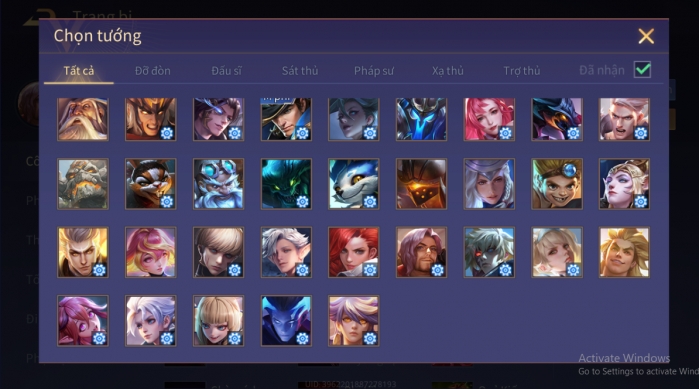 Trang bị
Chọn tướng
Tất cả Đỡ đòn Đấu sĩ Sát thủ Pháp sư Xạ thủ Trợ thủ Đã nhận
Activate Windows
Go to Settings to activate Wind